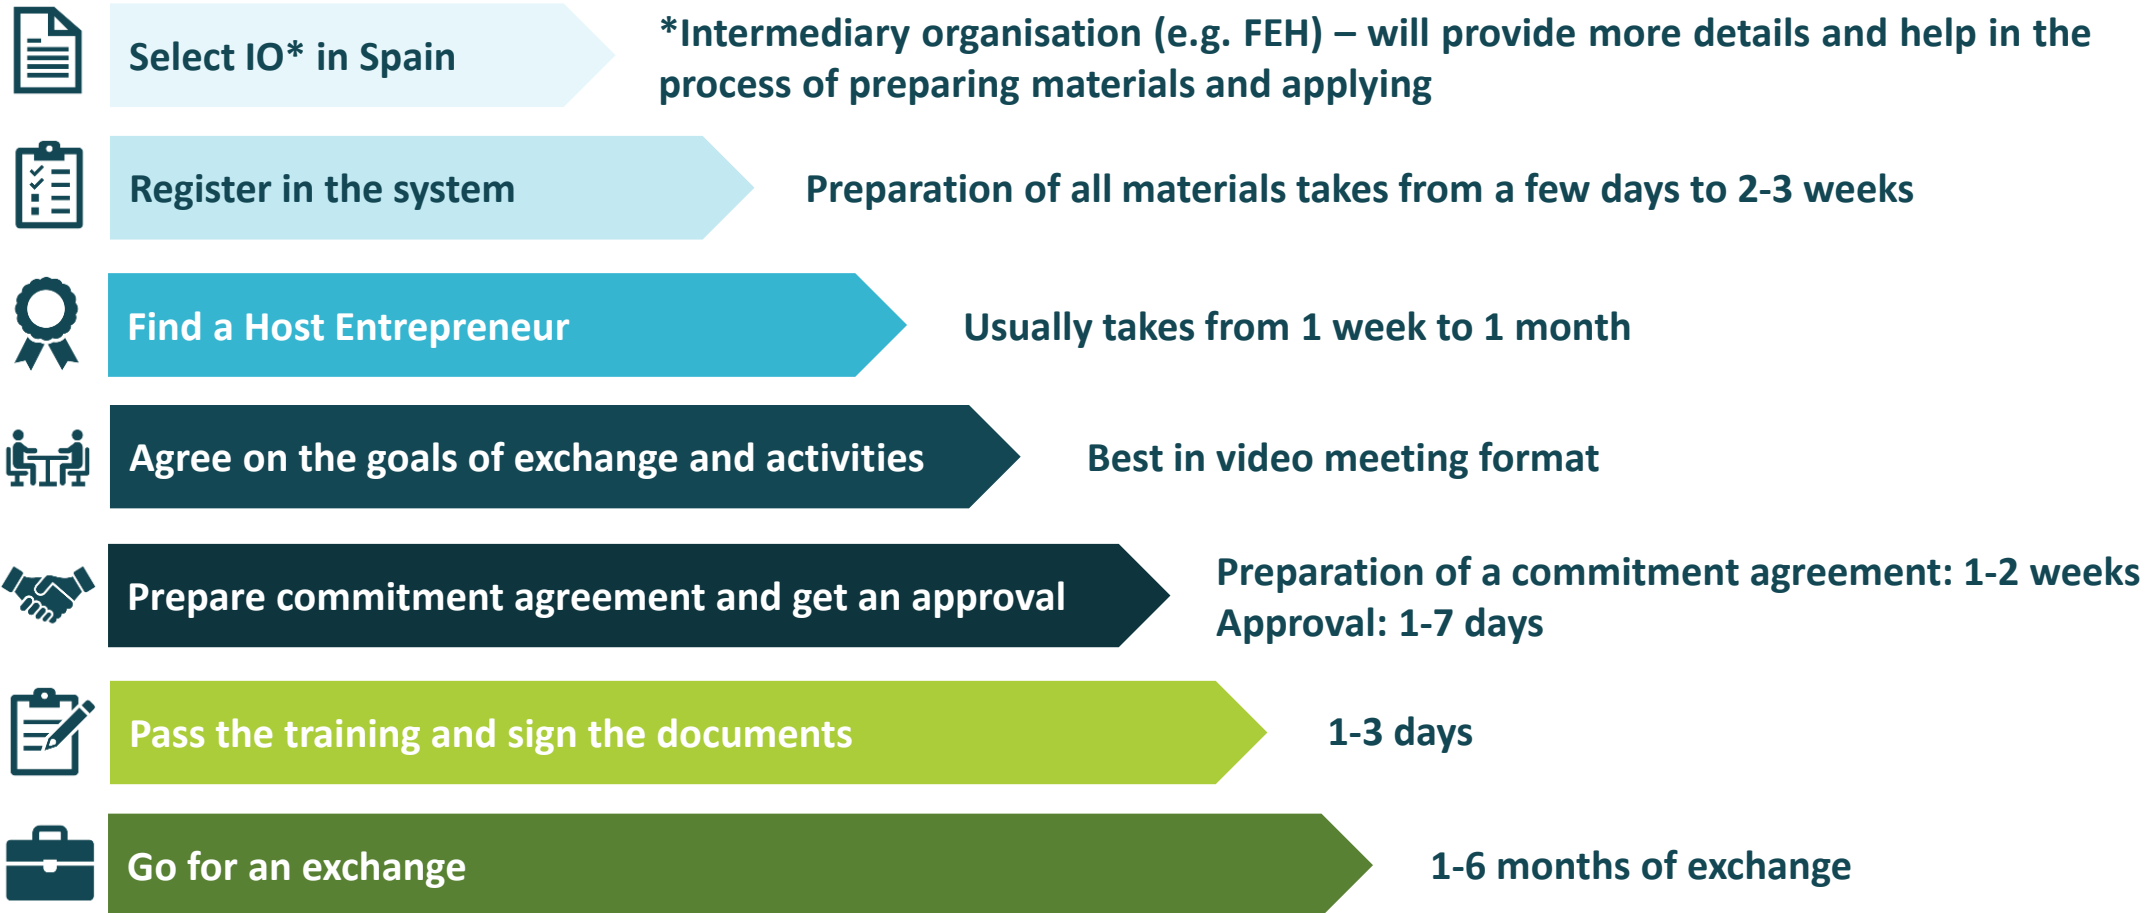 Select IO* in Spain
*Intermediary organisation (e.g. FEH) – will provide more details and help in the
process of preparing materials and applying
Register in the system
Preparation of all materials takes from a few days to 2-3 weeks
Find a Host Entrepreneur
Usually takes from 1 week to 1 month
Agree on the goals of exchange and activities
Best in video meeting format
Prepare commitment agreement and get an approval
Preparation of a commitment agreement: 1-2 weeks
Approval: 1-7 days
Pass the training and sign the documents
1-3 days
Go for an exchange
1-6 months of exchange